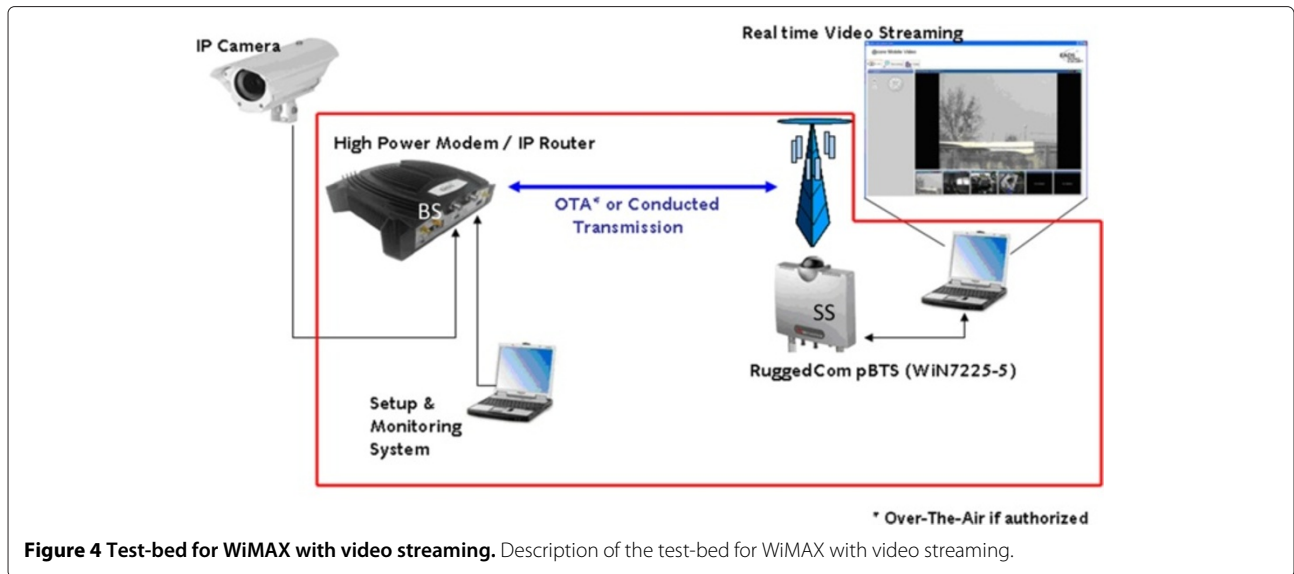 Real time Video Streaming
IP Camera
High Power Modem / IP Router
BS
OTA* or Conducted
Transmission
SS
RuggedCom pBTS (WiN7225-5)
Setup &
Monitoring
System
* Over-The-Air if authorized
Figure 4 Test-bed for WiMAX with video streaming. Description of the test-bed for WiMAX with video streaming.